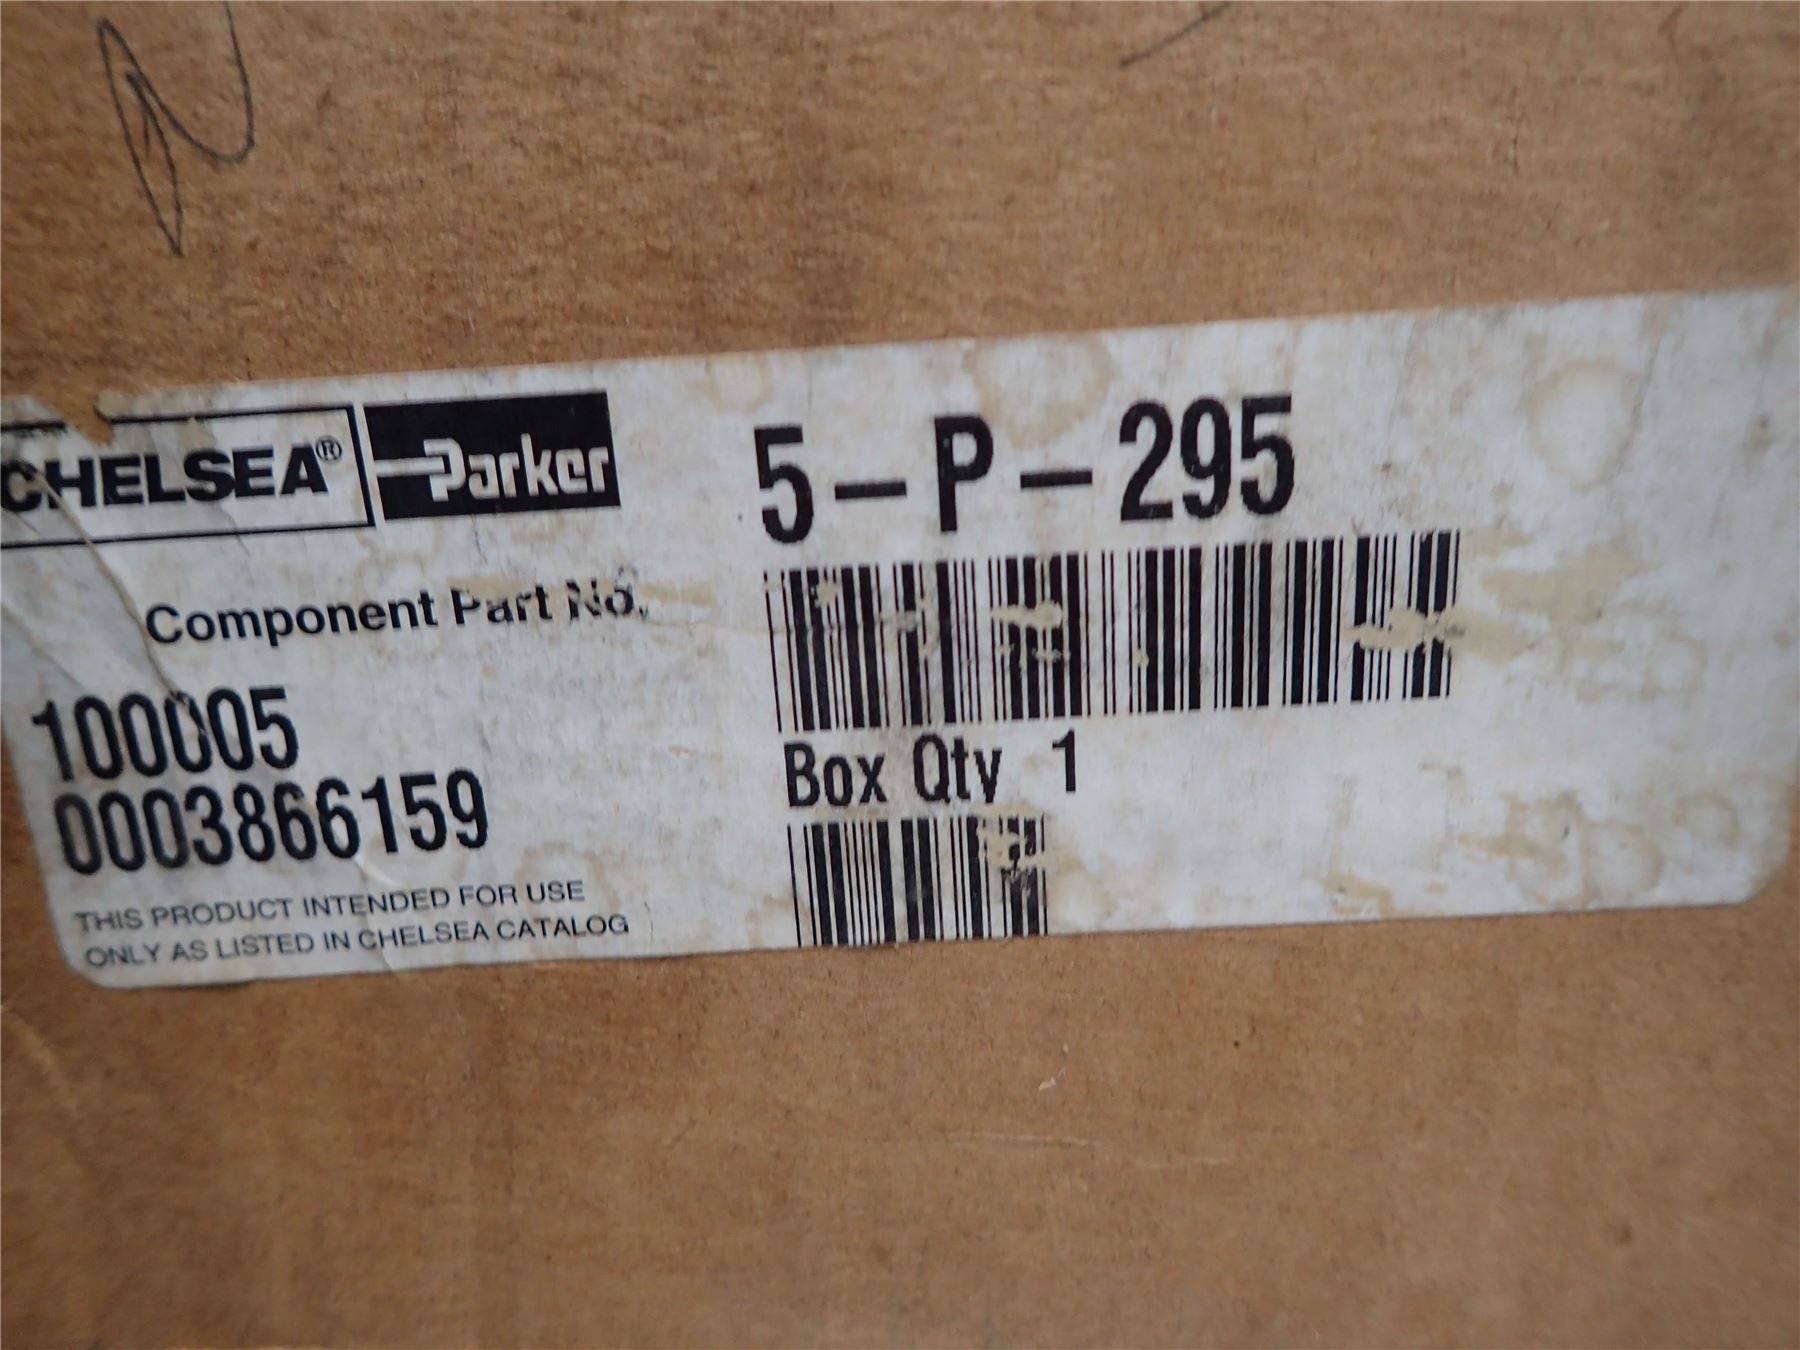 CHELSEA® Parker
5-P-295
Component Part No.
100005
0003866159
THIS PRODUCT INTENDED FOR USE
ONLY AS LISTED IN CHELSEA CATALOG
Box Qty 1